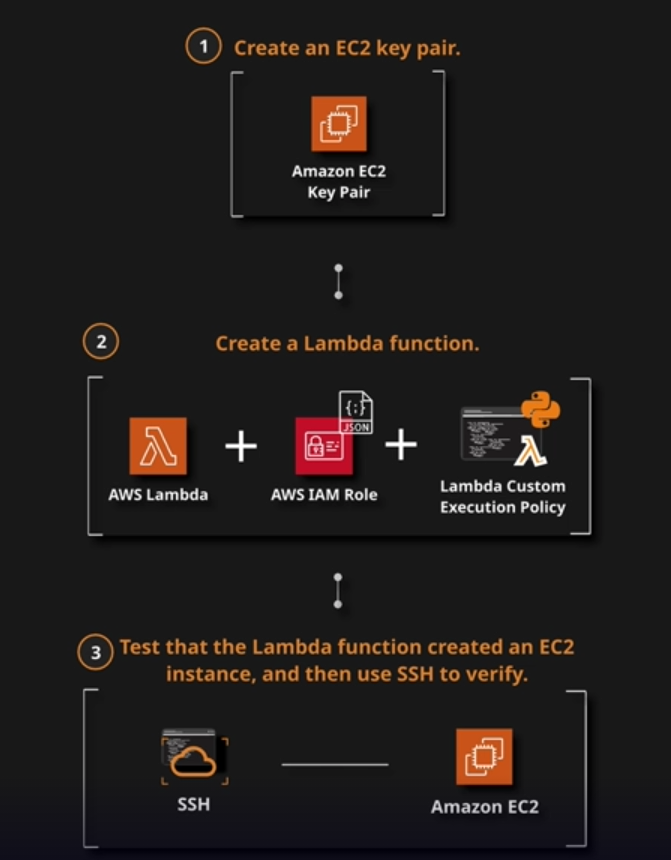 1 Create an EC2 key pair.
Amazon EC2
Key Pair
2 Create a Lambda function.
{;}
JSON
AWS Lambda
AWS IAM Role
Lambda Custom
Execution Policy
3 Test that the Lambda function created an EC2
instance, and then use SSH to verify.
SSH
Amazon EC2